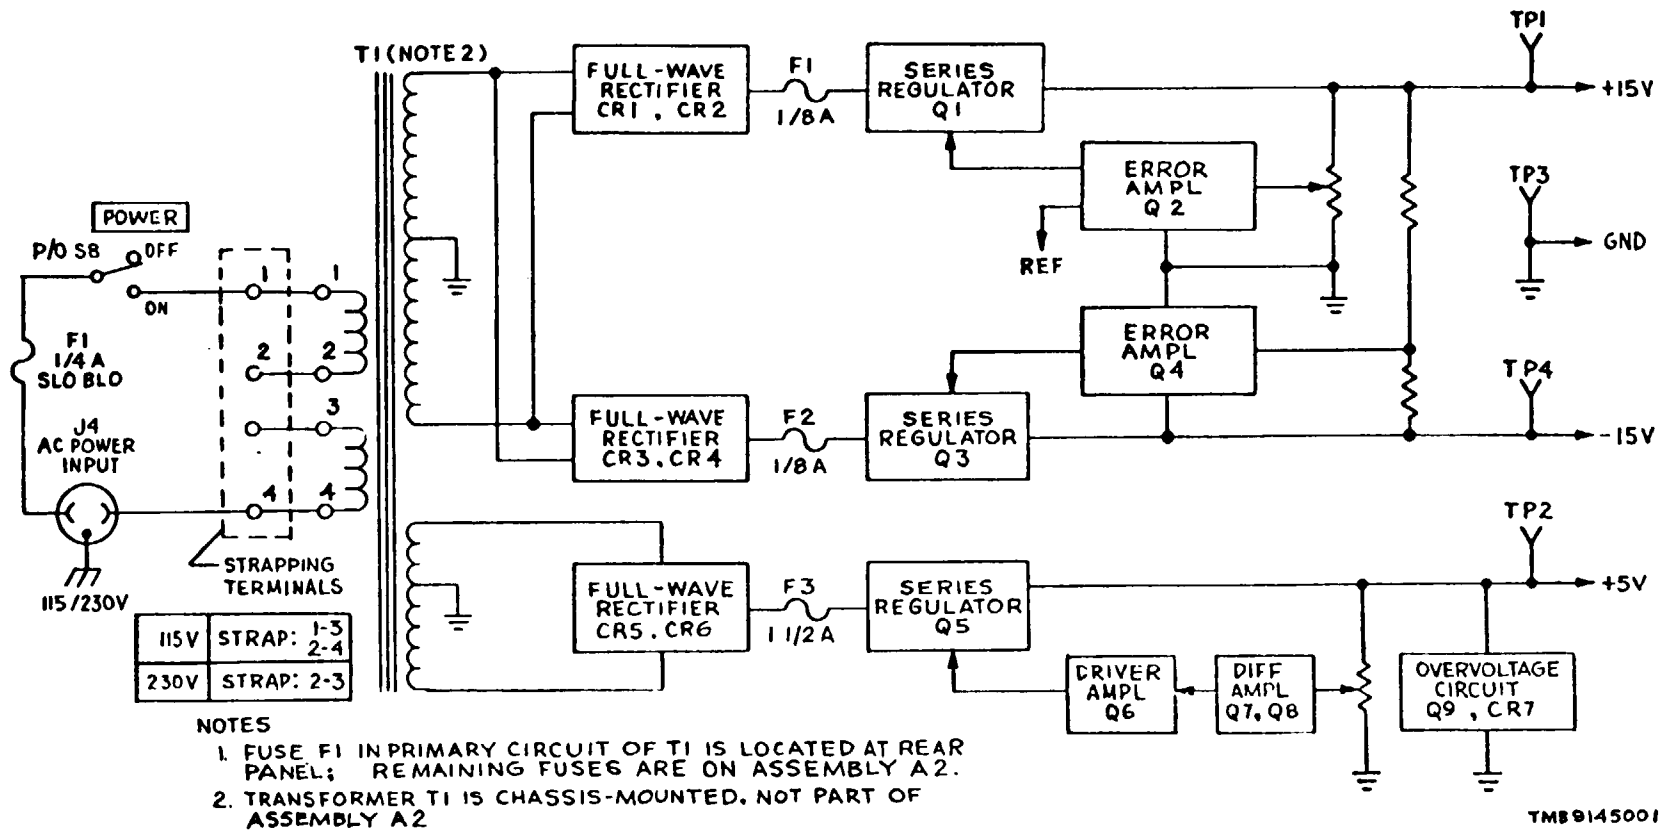 T1 (NOTE 2)
FULL-WAVE
RECTIFIER
CR1, CR2
F1
1/8A
SERIES
REGULATOR
Q1
TP1
+15V
ERROR
AMPL
Q2
REF
TP3
GND
POWER
P/O S8
OFF
ON
F1
1/4 A
SLO BLO
J4
AC POWER
INPUT
115/230V
1
1
2
2
3
4
4
STRAPPING
TERMINALS
115V STRAP: 1-3
2-4
230V STRAP: 2-3
ERROR
AMPL
Q4
FULL-WAVE
RECTIFIER
CR3, CR4
F2
1/8A
SERIES
REGULATOR
Q3
TP4
-15V
FULL-WAVE
RECTIFIER
CR5, CR6
F3
1 1/2A
SERIES
REGULATOR
Q5
TP2
+5V
DRIVER
AMPL
Q6
DIFF
AMPL
Q7, Q8
OVERVOLTAGE
CIRCUIT
Q9, CR7
NOTES
1. FUSE F1 IN PRIMARY CIRCUIT OF T1 IS LOCATED AT REAR
PANEL; REMAINING FUSES ARE ON ASSEMBLY A2.
2. TRANSFORMER T1 IS CHASSIS-MOUNTED. NOT PART OF
ASSEMBLY A2
TMB9145001